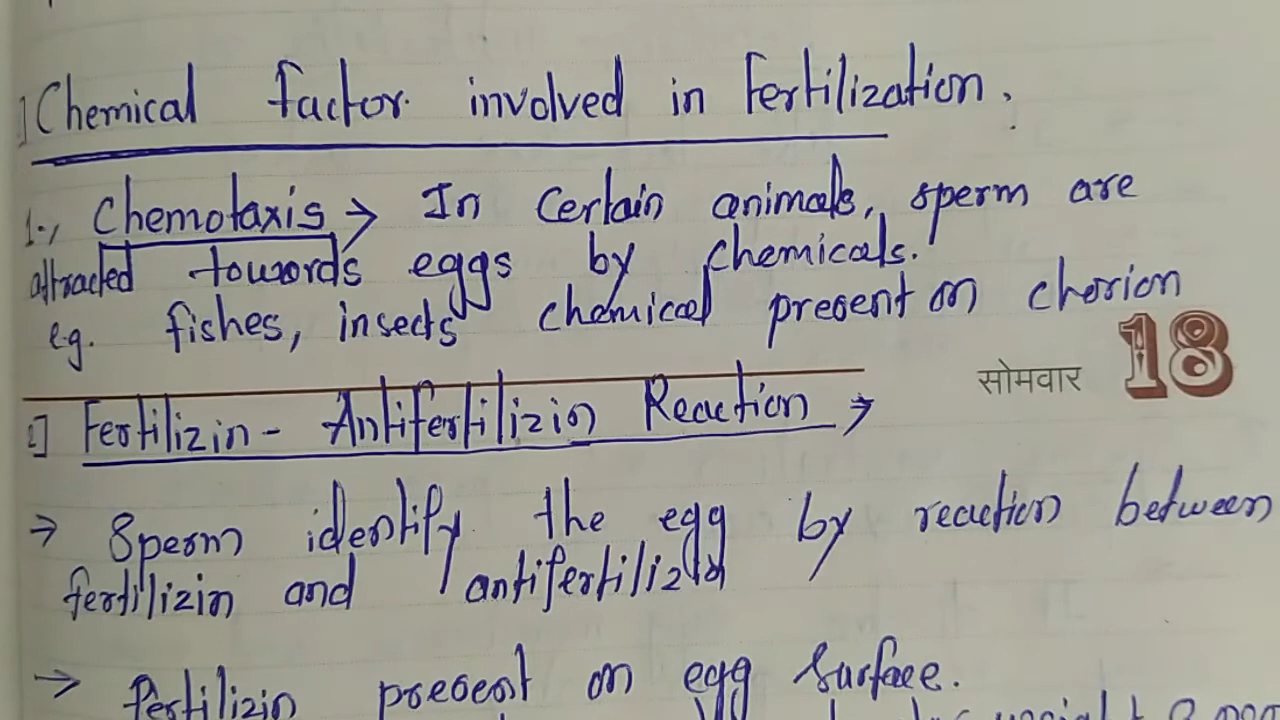 ] Chemical factor involved in Fertilization.
1., Chemotaxis → In certain animals, sperm are
attracted towards eggs by chemicals.
e.g. fishes, insects chemical present on chorion
सोमवार 18
2] Fertilizin - Antifertilizin Reaction →
→ Sperm identify the egg by reaction between
fertilizin and antifertilizin
→ fertilizin present on egg surface.